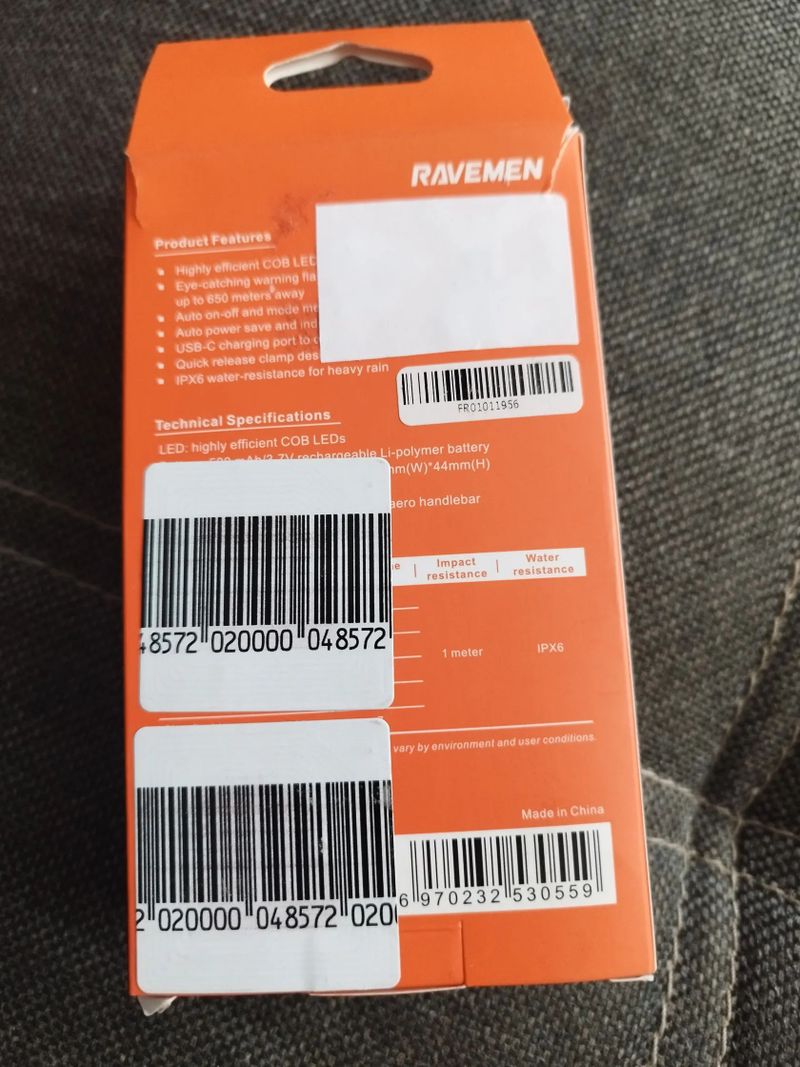 RAVEMEN
Product Features
Highly efficient COB LED
Eye-catching warning fla
up to 650 meters away
Auto on-off and mode me
Auto power save and ind
USB-C charging port to
Quick release clamp des
IPX6 water-resistance for heavy rain
FR01011956
Technical Specifications
LED: highly efficient COB LEDs
mAh/3.7V rechargeable Li-polymer battery
mm(W)*44mm(H)
aero handlebar
Impact resistance | Water resistance
1 meter IPX6
48572 020000 048572
vary by environment and user conditions.
Made in China
6 970232 530559
2 020000 048572 020